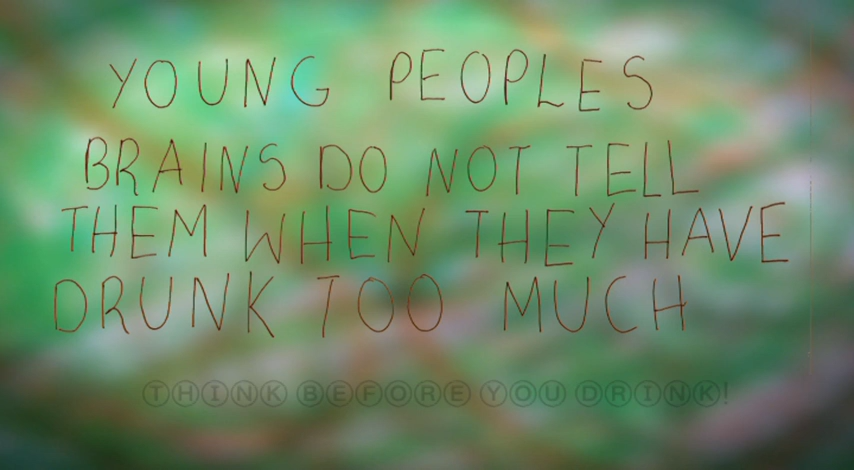 YOUNG PEOPLES
BRAINS DO NOT TELL
THEM WHEN THEY HAVE
DRUNK TOO MUCH
THINK BEFORE YOU DRINK!